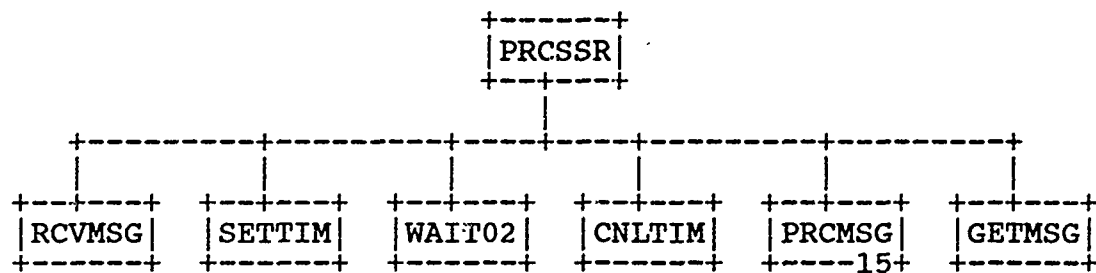 PRCSSR
RCVMSG SETTIM WAIT02 CNLTIM PRCMSG GETMSG
15